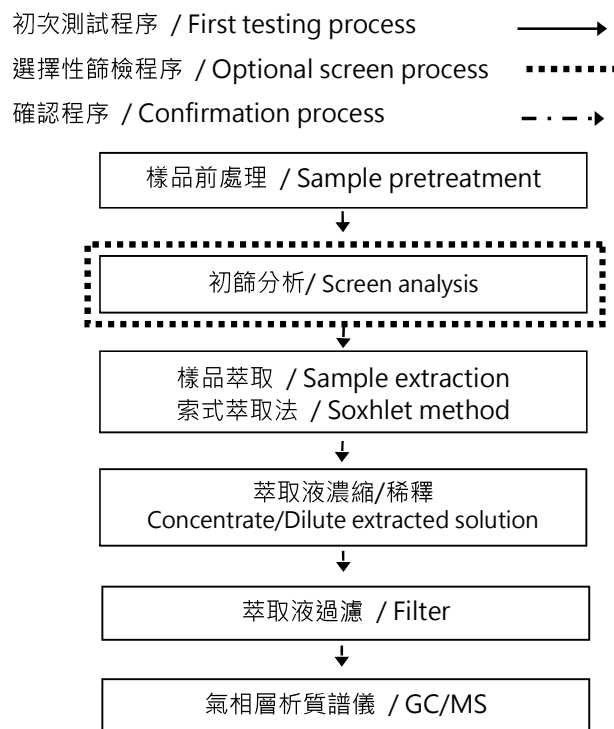 初次測試程序 / First testing process
選擇性篩檢程序 / Optional screen process
確認程序 / Confirmation process
樣品前處理 / Sample pretreatment
初篩分析/ Screen analysis
樣品萃取 / Sample extraction
索式萃取法 / Soxhlet method
萃取液濃縮/稀釋
Concentrate/Dilute extracted solution
萃取液過濾 / Filter
氣相層析質譜儀 / GC/MS